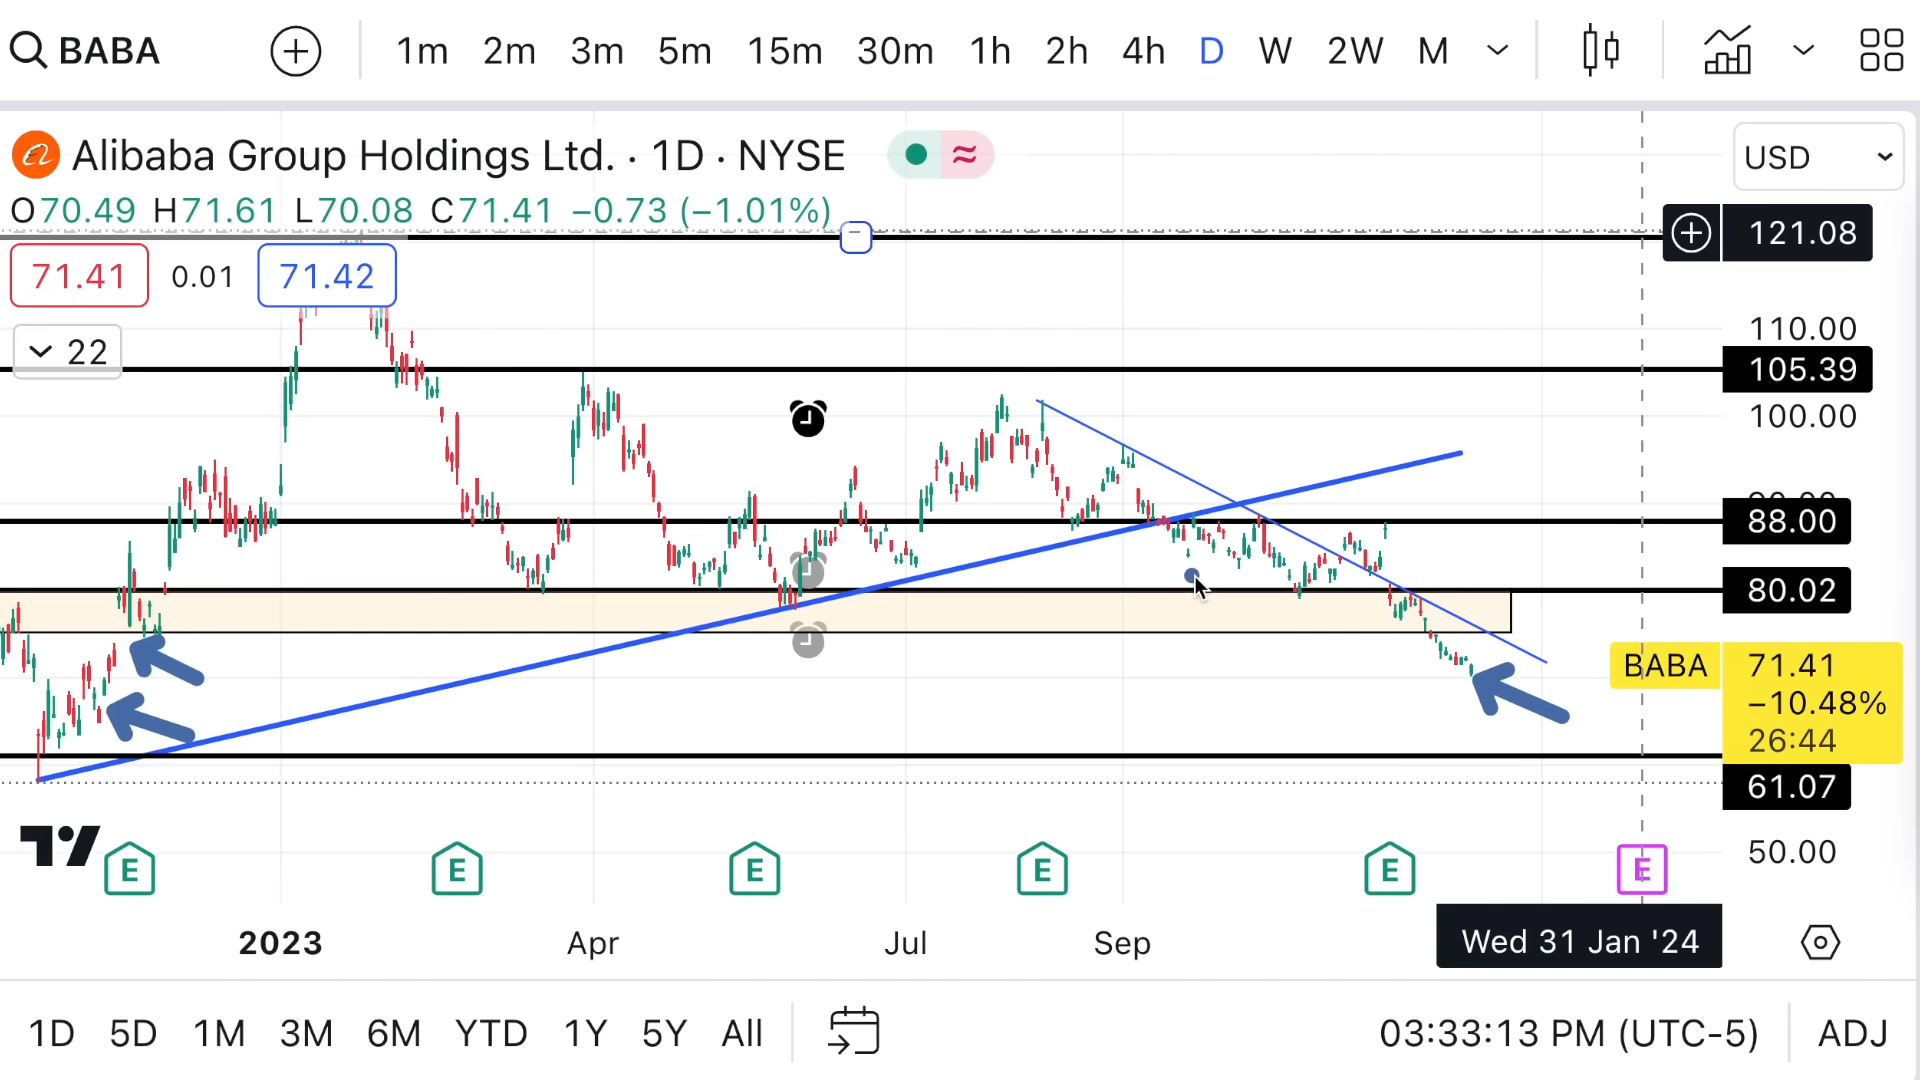 BABA 1m 2m 3m 5m 15m 30m 1h 2h 4h D W 2W M
Alibaba Group Holdings Ltd. · 1D · NYSE
USD
O70.49 H71.61 L70.08 C71.41 −0.73 (−1.01%)
121.08
71.41 0.01 71.42
110.00
22
105.39
100.00
88.00
80.02
BABA 71.41
−10.48%
26:44
61.07
50.00
E E E E E E
2023 Apr Jul Sep Wed 31 Jan '24
1D 5D 1M 3M 6M YTD 1Y 5Y All 03:33:13 PM (UTC-5) ADJ